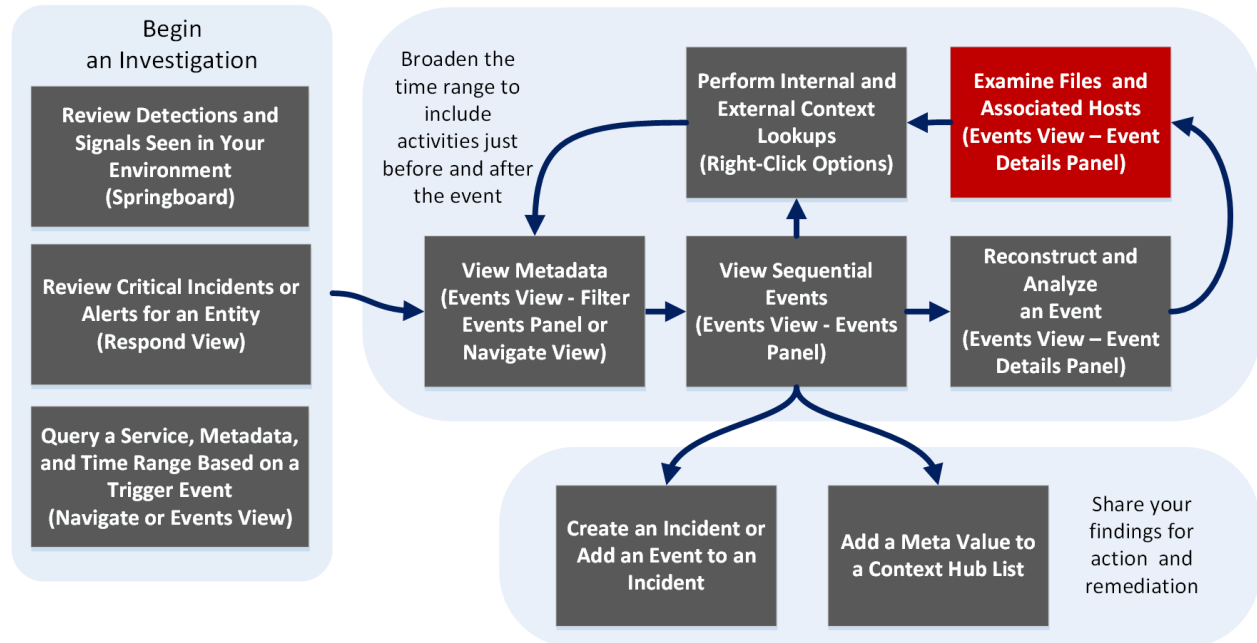 Begin
an Investigation
Review Detections and
Signals Seen in Your
Environment
(Springboard)
Review Critical Incidents or
Alerts for an Entity
(Respond View)
Query a Service, Metadata,
and Time Range Based on a
Trigger Event
(Navigate or Events View)
Broaden the
time range to
include
activities just
before and after
the event
Perform Internal and
External Context
Lookups
(Right-Click Options)
Examine Files and
Associated Hosts
(Events View – Event
Details Panel)
View Metadata
(Events View - Filter
Events Panel or
Navigate View)
View Sequential
Events
(Events View - Events
Panel)
Reconstruct and
Analyze
an Event
(Events View – Event
Details Panel)
Create an Incident or
Add an Event to an
Incident
Add a Meta Value to
a Context Hub List
Share your
findings for
action and
remediation